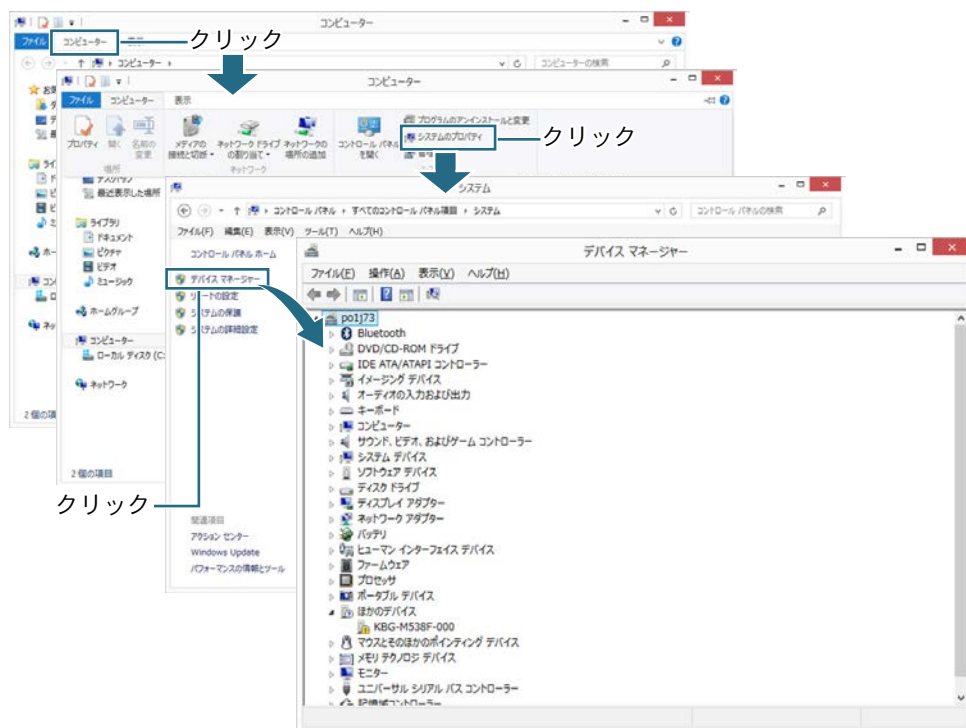 コンピューター
ファイル コンピューター
クリック
コンピューター
コンピューターの検索
コンピューター
ファイル コンピューター 表示
プロパティ 開く 名前の変更
メディアの接続と切断 ネットワーク ドライブの割り当て ネットワークの場所の追加
コントロール パネルを開く
プログラムのアンインストールと変更
システムのプロパティ
クリック
場所 ネットワーク
最近表示した場所
ライブラリ
ドキュメント
ピクチャ
ビデオ
ミュージック
ホームグループ
コンピューター
ローカル ディスク (C:
ネットワーク
2 個の項目
システム
コントロール パネル すべてのコントロール パネル項目 システム
コントロール パネルの検索
ファイル(F) 編集(E) 表示(V) ツール(T) ヘルプ(H)
コントロール パネル ホーム
デバイス マネージャー
リモートの設定
システムの保護
システムの詳細設定
クリック
関連項目
アクション センター
Windows Update
パフォーマンスの情報とツール
デバイス マネージャー
ファイル(F) 操作(A) 表示(V) ヘルプ(H)
po1j73
Bluetooth
DVD/CD-ROM ドライブ
IDE ATA/ATAPI コントローラー
イメージング デバイス
オーディオの入力および出力
キーボード
コンピューター
サウンド、ビデオ、およびゲーム コントローラー
システム デバイス
ソフトウェア デバイス
ディスク ドライブ
ディスプレイ アダプター
ネットワーク アダプター
バッテリ
ヒューマン インターフェイス デバイス
ファームウェア
プロセッサ
ポータブル デバイス
ほかのデバイス
KBG-M538F-000
マウスとそのほかのポインティング デバイス
メモリ テクノロジ デバイス
モニター
ユニバーサル シリアル バス コントローラー
記憶域コントローラー